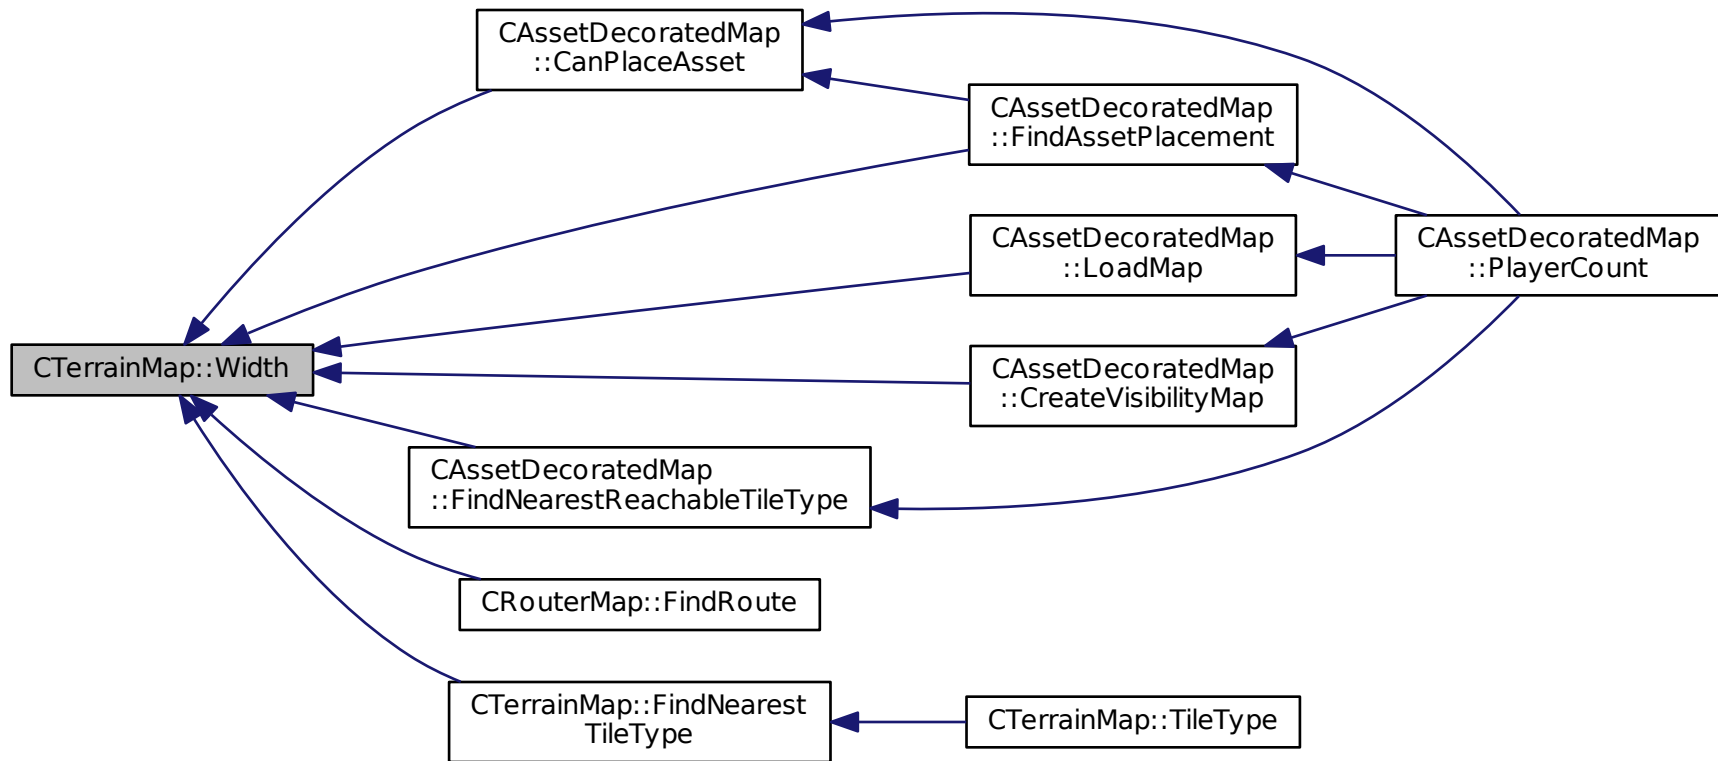 CAssetDecoratedMap
::CanPlaceAsset
CAssetDecoratedMap
::FindAssetPlacement
CAssetDecoratedMap
::LoadMap
CAssetDecoratedMap
::PlayerCount
CTerrainMap::Width
CAssetDecoratedMap
::CreateVisibilityMap
CAssetDecoratedMap
::FindNearestReachableTileType
CRouterMap::FindRoute
CTerrainMap::FindNearest
TileType
CTerrainMap::TileType